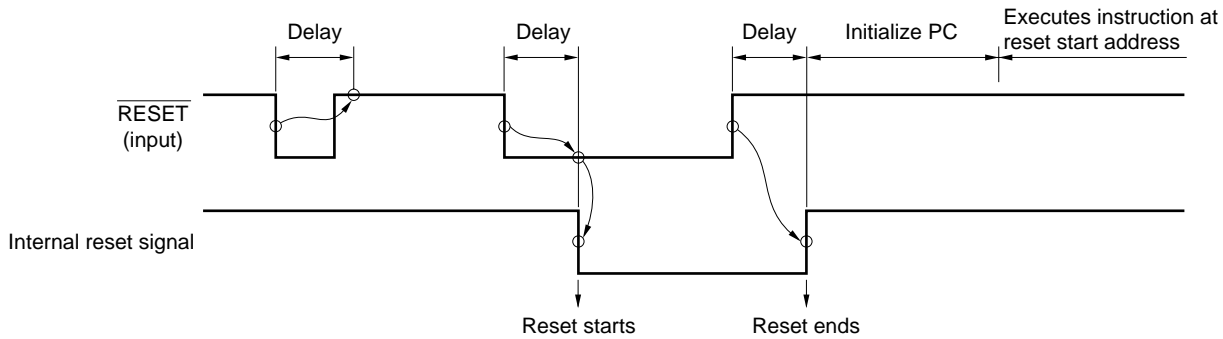 Delay
Delay
Delay
Initialize PC
Executes instruction at
reset start address
RESET
(input)
Internal reset signal
Reset starts
Reset ends